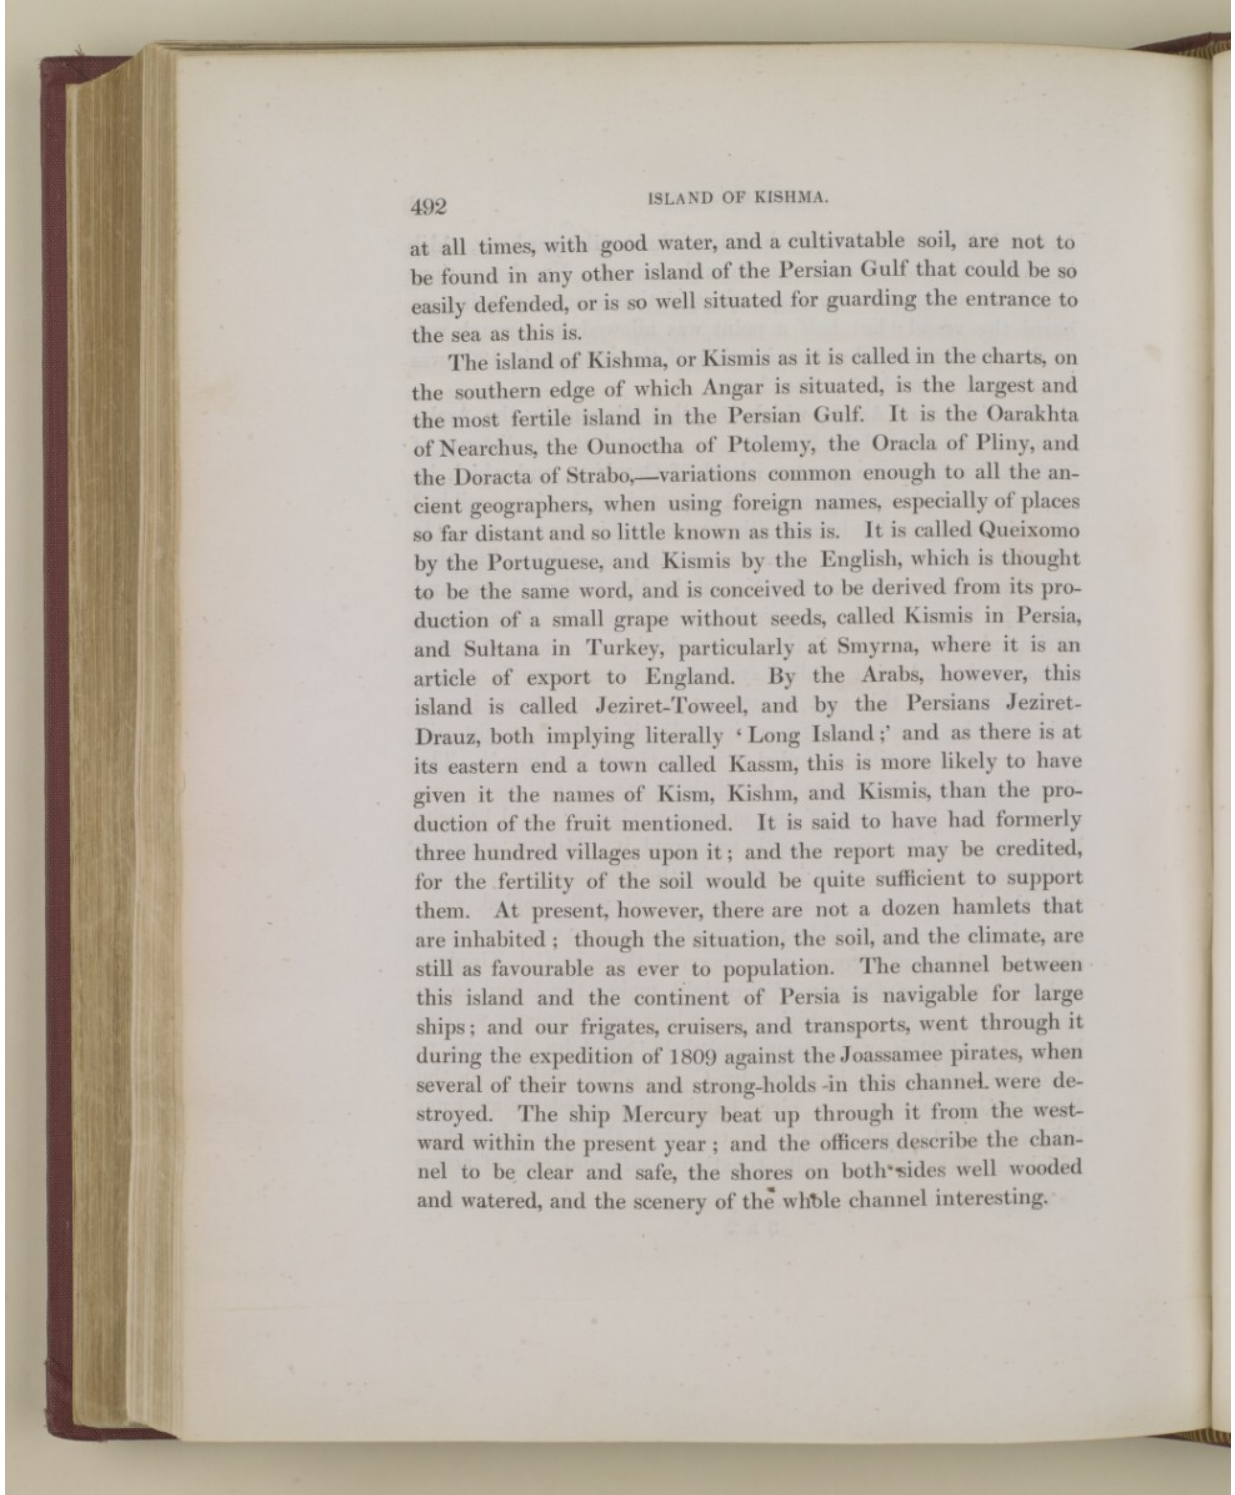 492
ISLAND OF KISHMA.
at all times, with good water, and a cultivatable soil, are not to
be found in any other island of the Persian Gulf that could be so
easily defended, or is so well situated for guarding the entrance to
the sea as this is.
The island of Kishma, or Kismis as it is called in the charts, on
the southern edge of which Angar is situated, is the largest and
the most fertile island in the Persian Gulf. It is the Oarakhta
of Nearchus, the Ounoctha of Ptolemy, the Oracla of Pliny, and
the Doracta of Strabo,—variations common enough to all the an-
cient geographers, when using foreign names, especially of places
so far distant and so little known as this is. It is called Queixomo
by the Portuguese, and Kismis by the English, which is thought
to be the same word, and is conceived to be derived from its pro-
duction of a small grape without seeds, called Kismis in Persia,
and Sultana in Turkey, particularly at Smyrna, where it is an
article of export to England. By the Arabs, however, this
island is called Jeziret-Toweel, and by the Persians Jeziret-
Drauz, both implying literally ‘Long Island;’ and as there is at
its eastern end a town called Kassm, this is more likely to have
given it the names of Kism, Kishm, and Kismis, than the pro-
duction of the fruit mentioned. It is said to have had formerly
three hundred villages upon it; and the report may be credited,
for the fertility of the soil would be quite sufficient to support
them. At present, however, there are not a dozen hamlets that
are inhabited; though the situation, the soil, and the climate, are
still as favourable as ever to population. The channel between
this island and the continent of Persia is navigable for large
ships; and our frigates, cruisers, and transports, went through it
during the expedition of 1809 against the Joassamee pirates, when
several of their towns and strong-holds in this channel were de-
stroyed. The ship Mercury beat up through it from the west-
ward within the present year; and the officers describe the chan-
nel to be clear and safe, the shores on both sides well wooded
and watered, and the scenery of the whole channel interesting.